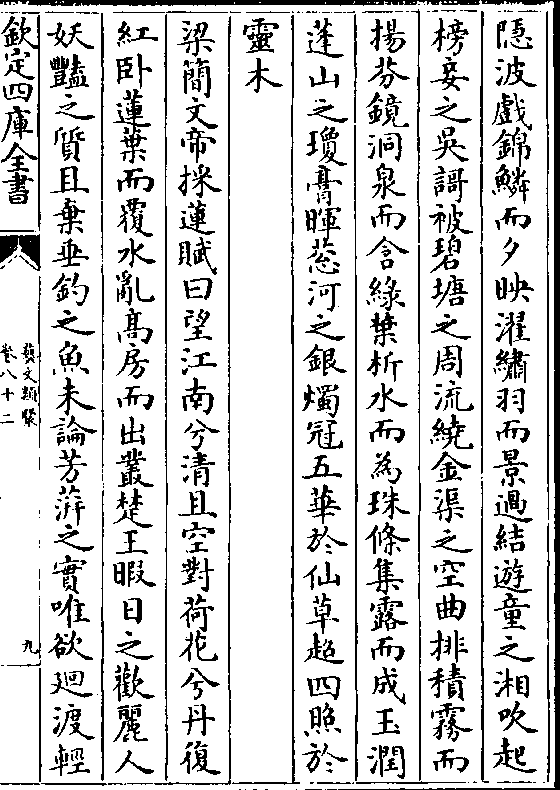 隠波戲錦鱗而夕映濯繡羽而景過結遊童之湘吹起
榜妾之吳謌被碧塘之周流繞金渠之空曲排積霧而
揚芬鏡洞泉而含綠葉析水而為珠條集露而成玉潤
蓬山之瓊膏暉葱河之銀燭冠五華於仙草超四照於
靈木
梁簡文帝採蓮賦曰望江南兮清且空對荷花兮丹復
紅卧蓮葉而覆水亂髙房而出叢楚王暇日之歡麗人
妖豔之質且棄垂釣之魚未論芳蓱之實唯欲廻渡輕
欽定四庫全書
藝文類聚
卷八十二
九